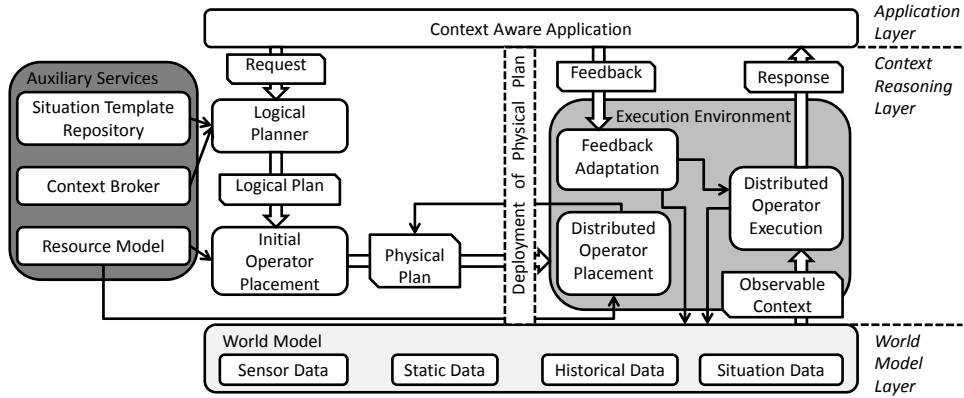 Context Aware Application
Application
Layer
Context
Reasoning
Layer
Auxiliary Services
Situation Template
Repository
Context Broker
Resource Model
Request
Logical
Planner
Logical Plan
Initial
Operator
Placement
Physical
Plan
Deployment of Physical Plan
Feedback
Response
Execution Environment
Feedback
Adaptation
Distributed
Operator
Execution
Distributed
Operator
Placement
Observable
Context
World Model
Sensor Data
Static Data
Historical Data
Situation Data
World
Model
Layer